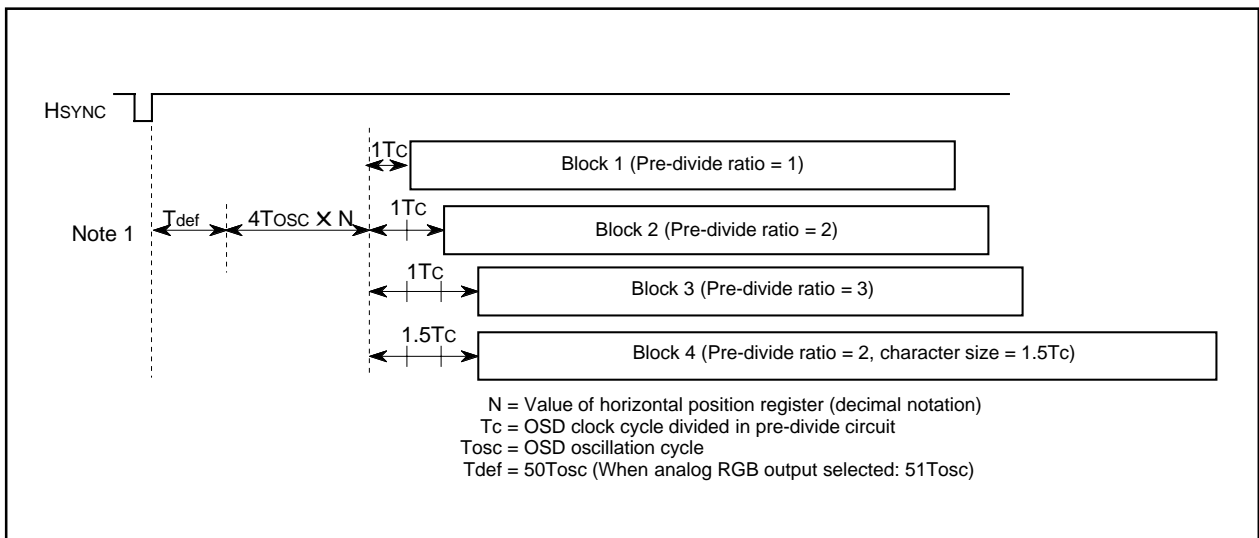 HSYNC
1TC
Block 1 (Pre-divide ratio = 1)
Note 1
Tdef
4TOSC X N
1TC
Block 2 (Pre-divide ratio = 2)
1TC
Block 3 (Pre-divide ratio = 3)
1.5TC
Block 4 (Pre-divide ratio = 2, character size = 1.5Tc)
N = Value of horizontal position register (decimal notation)
Tc = OSD clock cycle divided in pre-divide circuit
Tosc = OSD oscillation cycle
Tdef = 50Tosc (When analog RGB output selected: 51Tosc)